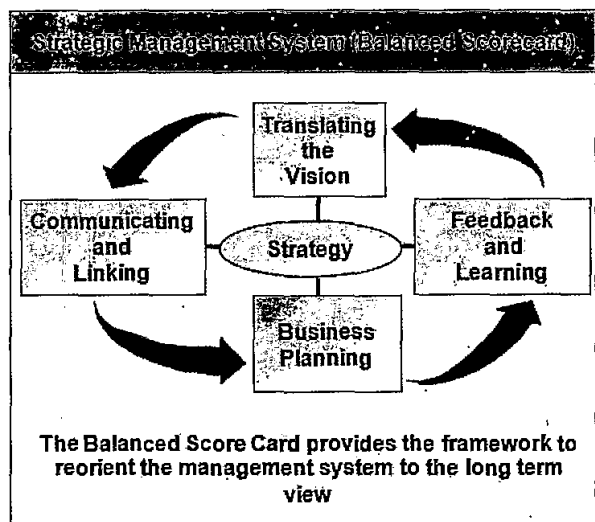 Strategic Management System (Balanced Scorecard)
Translating
the
Vision
Communicating
and
Linking
Strategy
Feedback
and
Learning
Business
Planning
The Balanced Score Card provides the framework to
reorient the management system to the long term
view